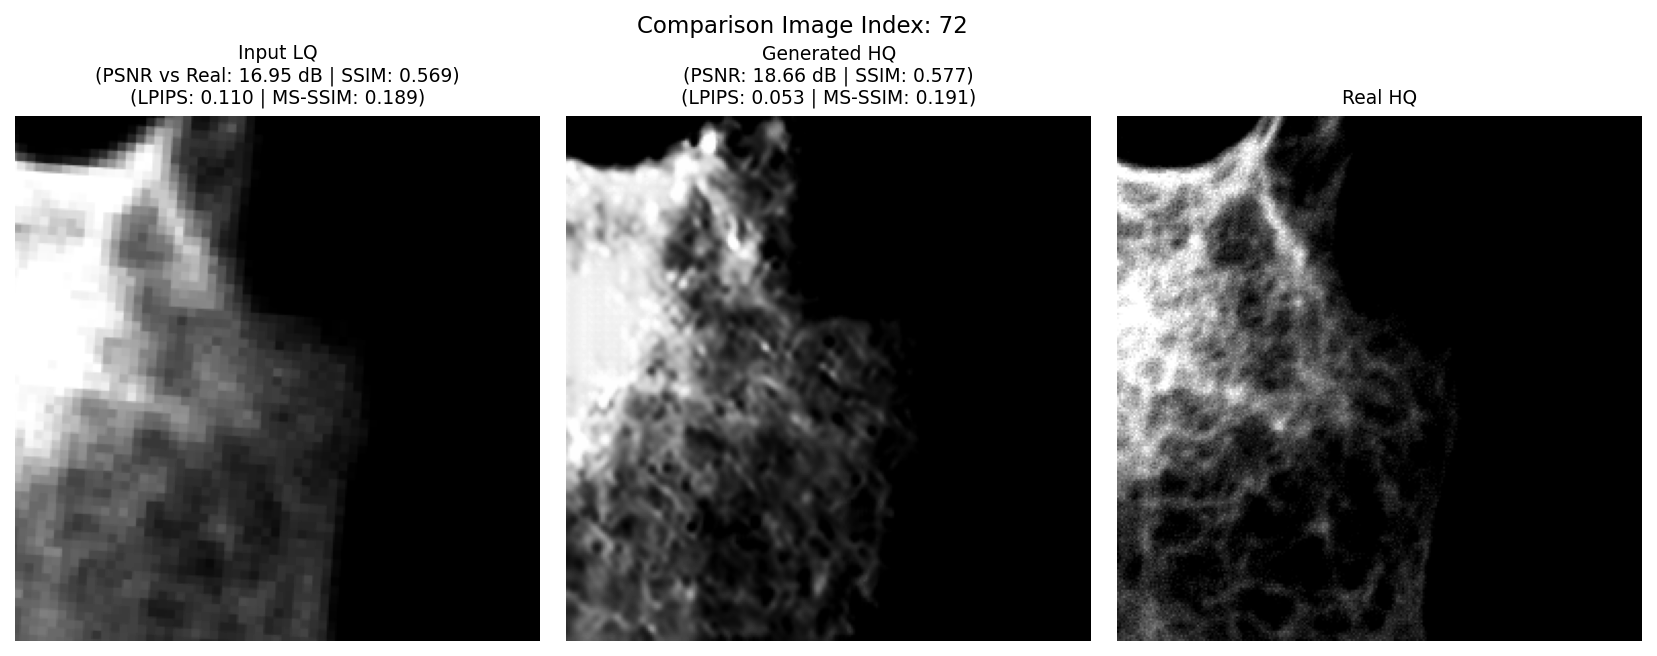 Comparison Image Index: 72
Input LQ
(PSNR vs Real: 16.95 dB | SSIM: 0.569)
(LPIPS: 0.110 | MS-SSIM: 0.189)
Generated HQ
(PSNR: 18.66 dB | SSIM: 0.577)
(LPIPS: 0.053 | MS-SSIM: 0.191)
Real HQ